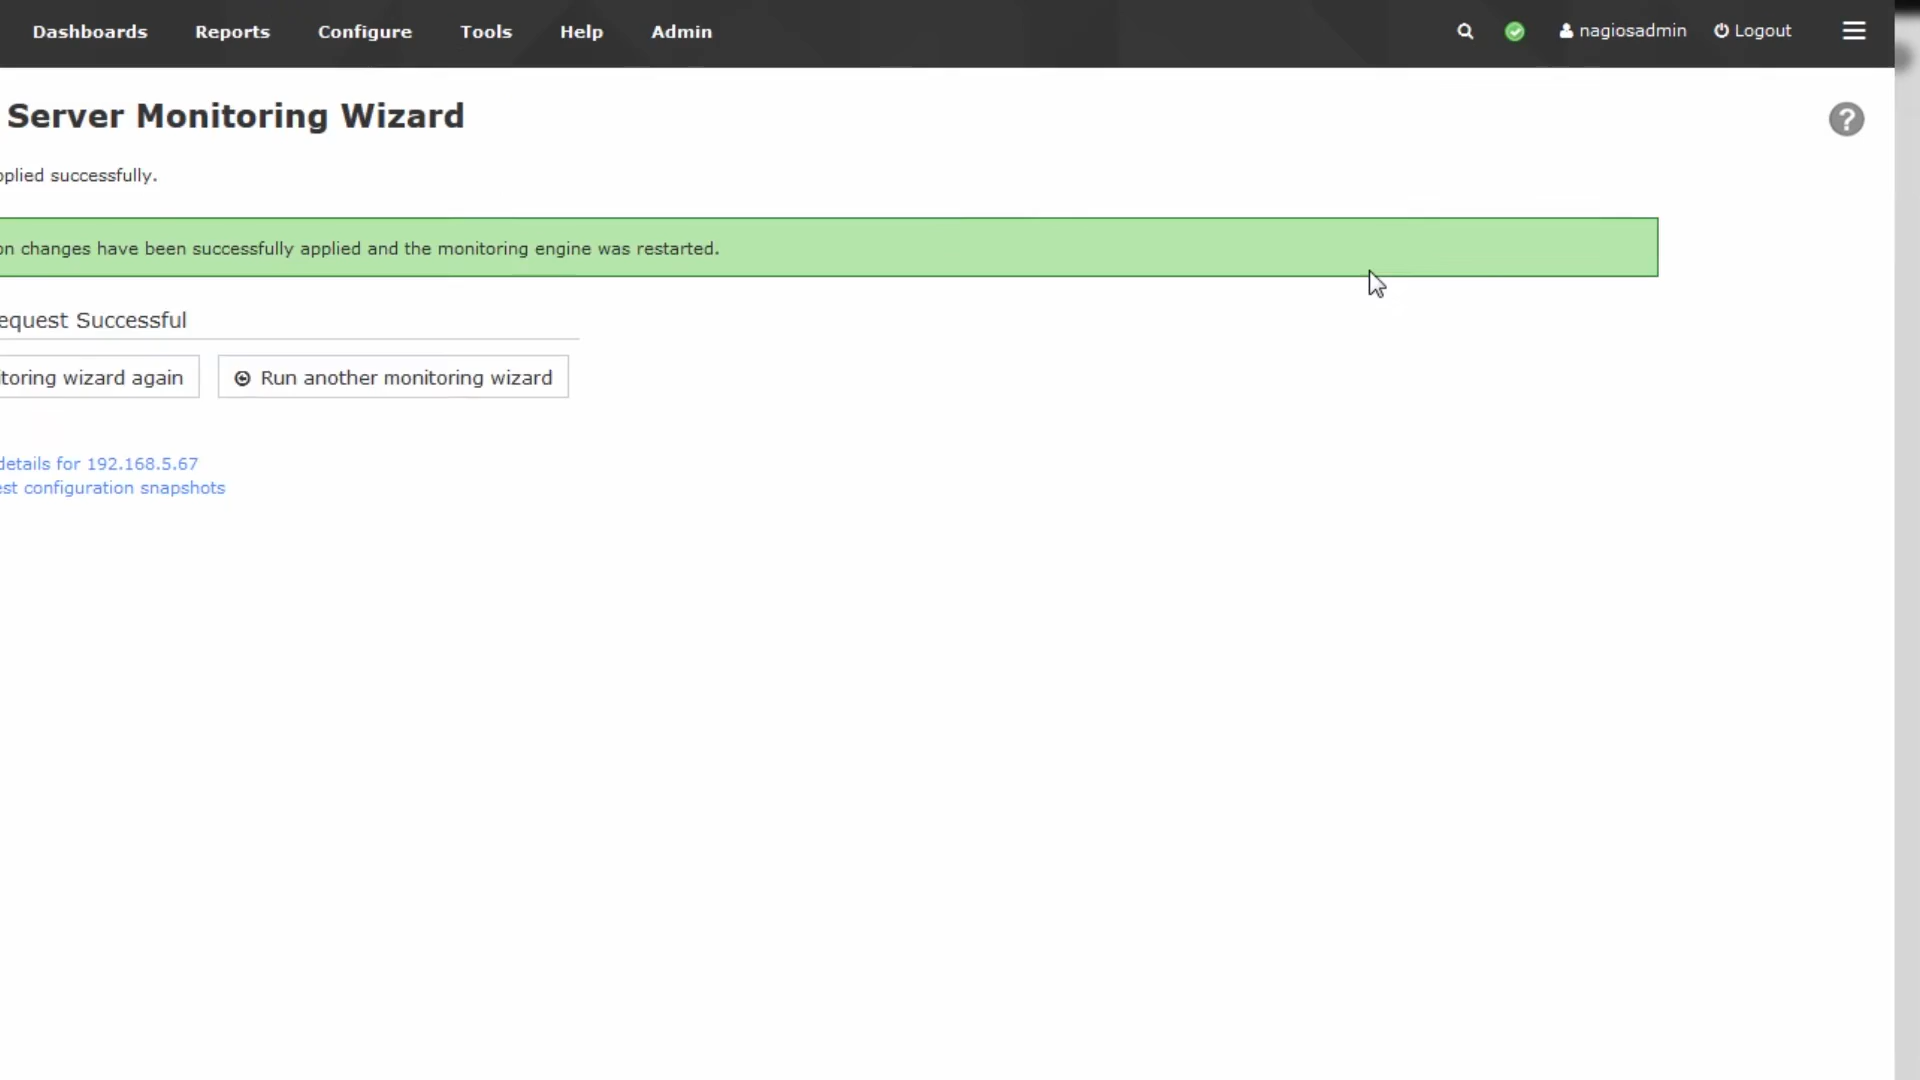 Dashboards Reports Configure Tools Help Admin nagiosadmin Logout
Server Monitoring Wizard
plied successfully.
on changes have been successfully applied and the monitoring engine was restarted.
equest Successful
toring wizard again Run another monitoring wizard
details for 192.168.5.67
est configuration snapshots